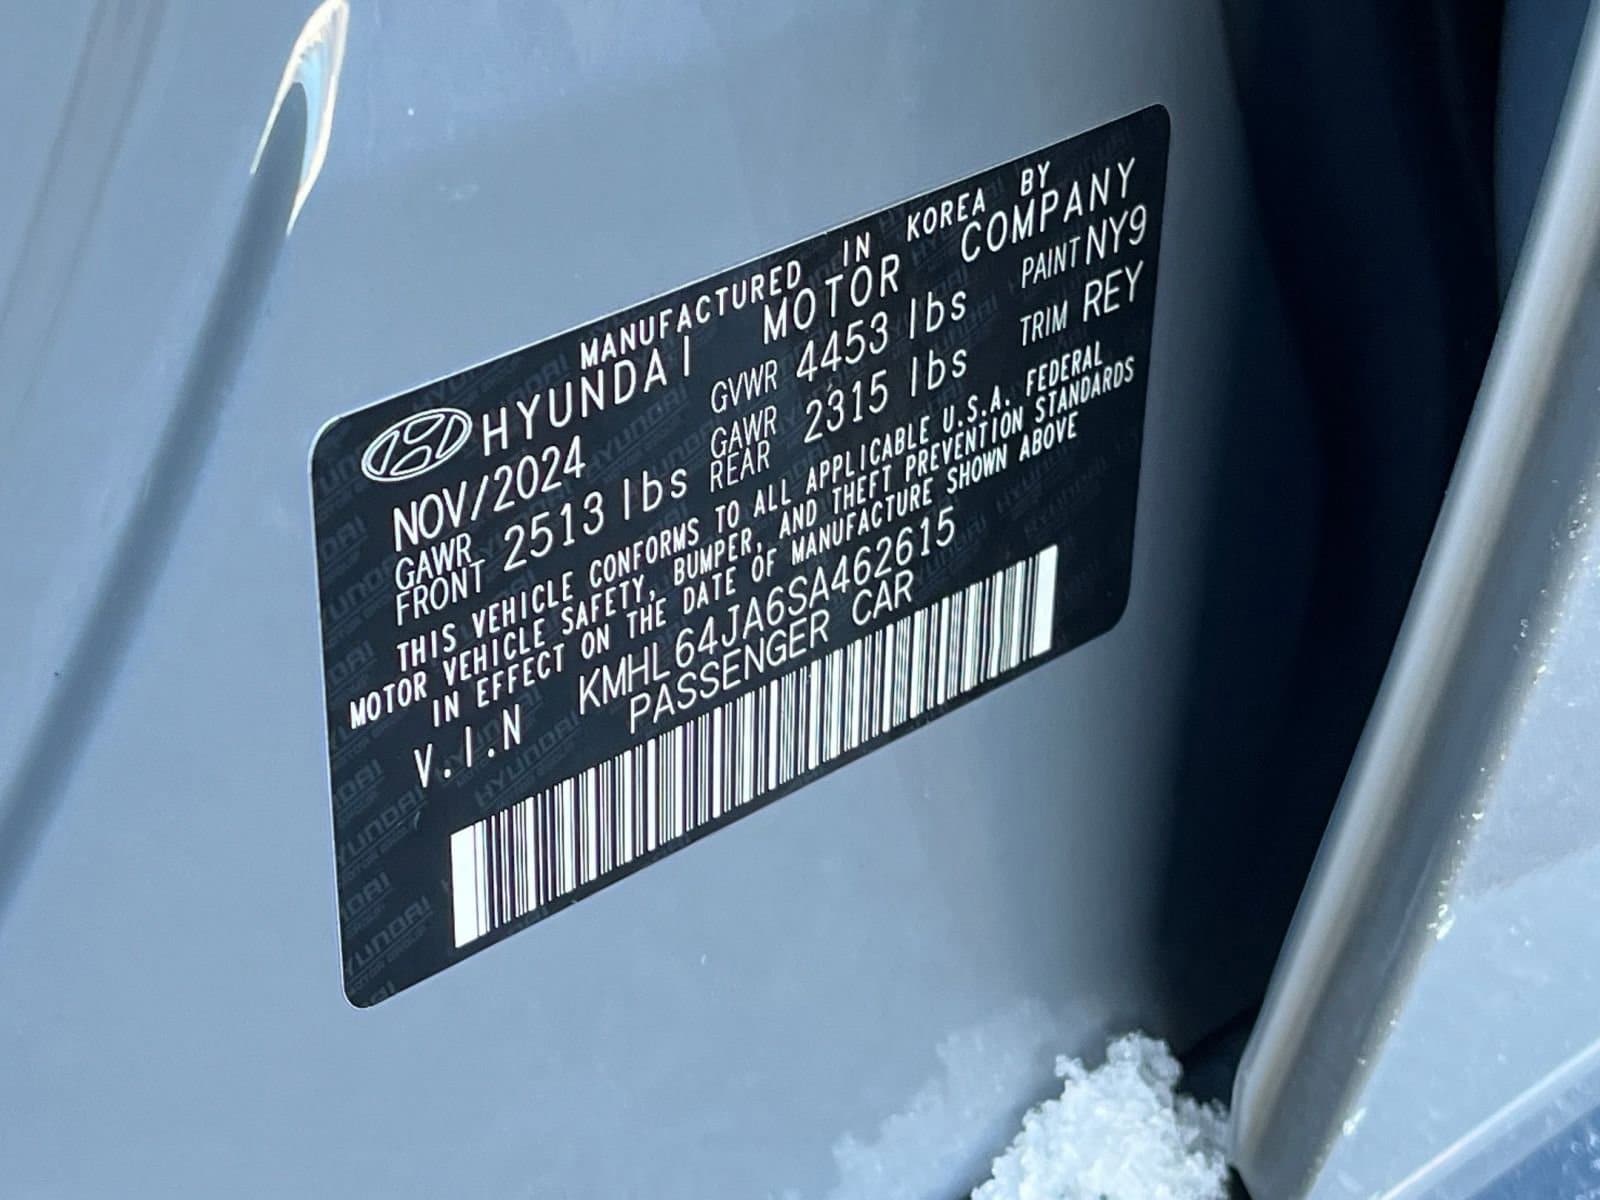 MANUFACTURED IN KOREA BY
HYUNDAI MOTOR COMPANY
NOV/2024 GVWR 4453 lbs PAINT NY9
GAWR FRONT 2513 lbs GAWR REAR 2315 lbs TRIM REY
THIS VEHICLE CONFORMS TO ALL APPLICABLE U.S.A. FEDERAL
MOTOR VEHICLE SAFETY, BUMPER, AND THEFT PREVENTION STANDARDS
IN EFFECT ON THE DATE OF MANUFACTURE SHOWN ABOVE
V.I.N KMHL64JA6SA462615
PASSENGER CAR